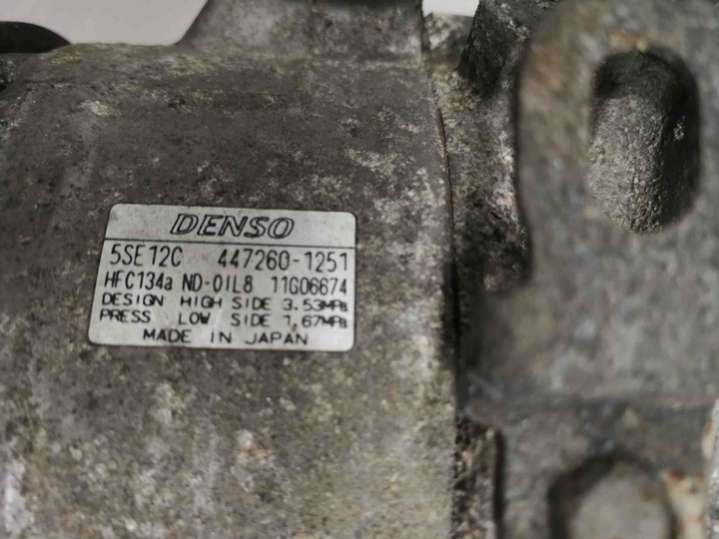 DENSO
5SE12C 447260-1251
HFC134a ND-OIL8 11G06674
DESIGN HIGH SIDE 3.53MPa
PRESS LOW SIDE 1.67MPa
MADE IN JAPAN